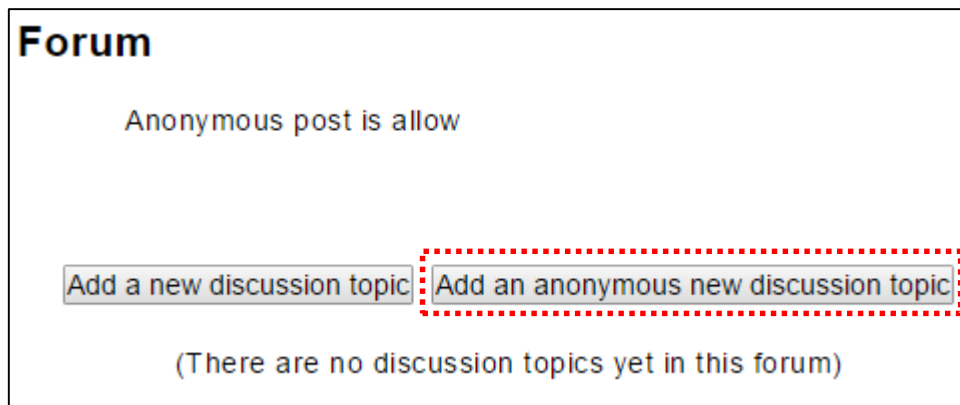 Forum
Anonymous post is allow
Add a new discussion topic Add an anonymous new discussion topic
(There are no discussion topics yet in this forum)